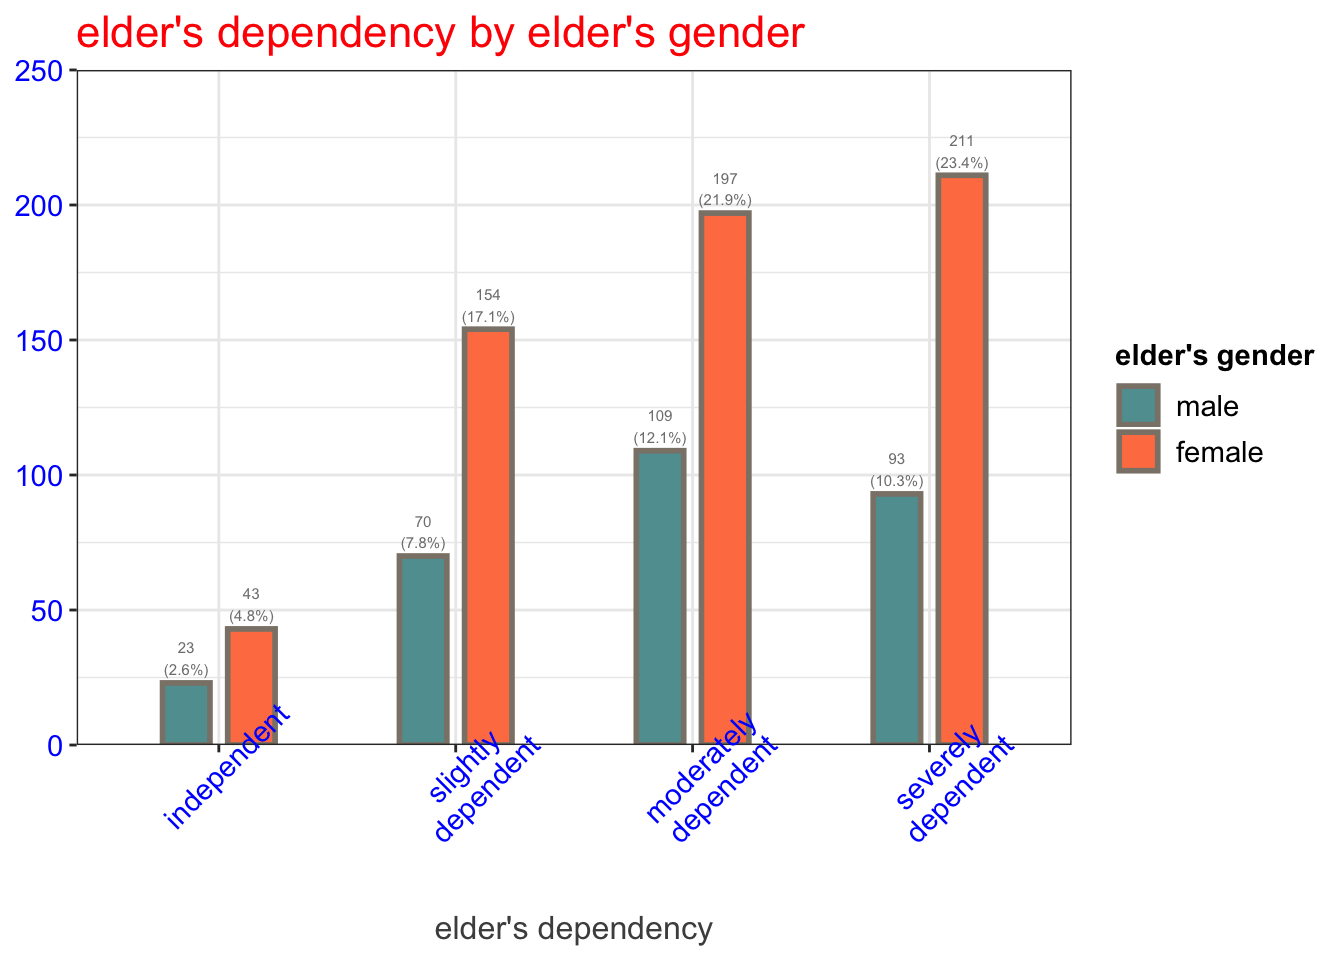 elder's dependency by elder's gender
250
200
150
100
50
0
23
(2.6%)
43
(4.8%)
70
(7.8%)
154
(17.1%)
109
(12.1%)
197
(21.9%)
93
(10.3%)
211
(23.4%)
independent
slightly
dependent
moderately
dependent
severely
dependent
elder's dependency
elder's gender
male
female